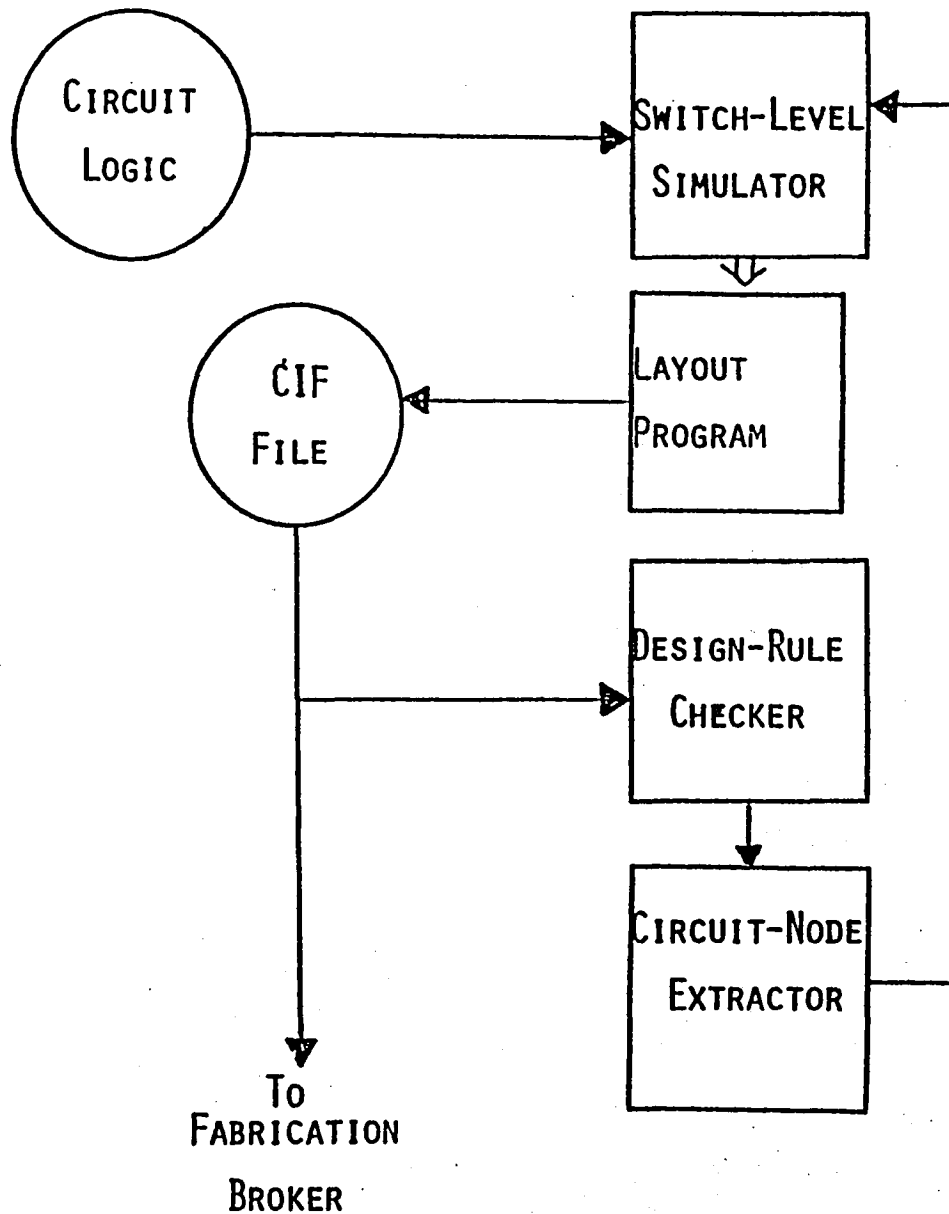 CIRCUIT
LOGIC
SWITCH-LEVEL
SIMULATOR
LAYOUT
PROGRAM
CIF
FILE
DESIGN-RULE
CHECKER
CIRCUIT-NODE
EXTRACTOR
TO
FABRICATION
BROKER